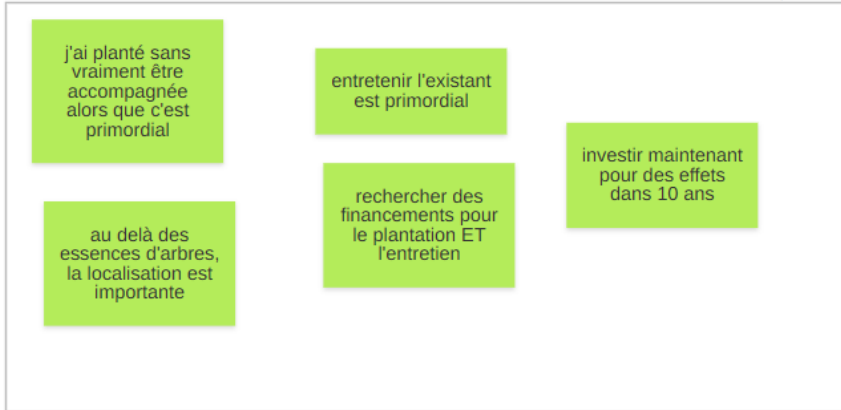 j'ai planté sans
vraiment être
accompagnée
alors que c'est
primordial
au delà des
essences d'arbres,
la localisation est
importante
entretenir l'existant
est primordial
rechercher des
financements pour
le plantation ET
l'entretien
investir maintenant
pour des effets
dans 10 ans